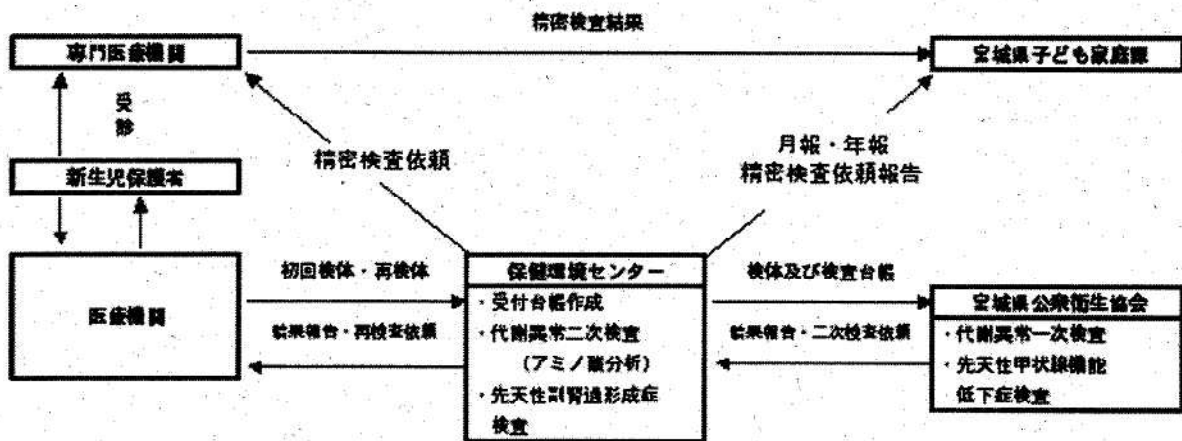 精密検査結果
専門医療機関
宮城県子ども家庭課
受
診
精密検査依頼
月報・年報
精密検査依頼報告
新生児保護者
医療機関
初回検体・再検体
結果報告・再検査依頼
保健環境センター
・受付台帳作成
・代謝異常二次検査
(アミノ酸分析)
・先天性副腎過形成症
検査
検体及び検査台帳
結果報告・二次検査依頼
宮城県公衆衛生協会
・代謝異常一次検査
・先天性甲状腺機能
低下症検査